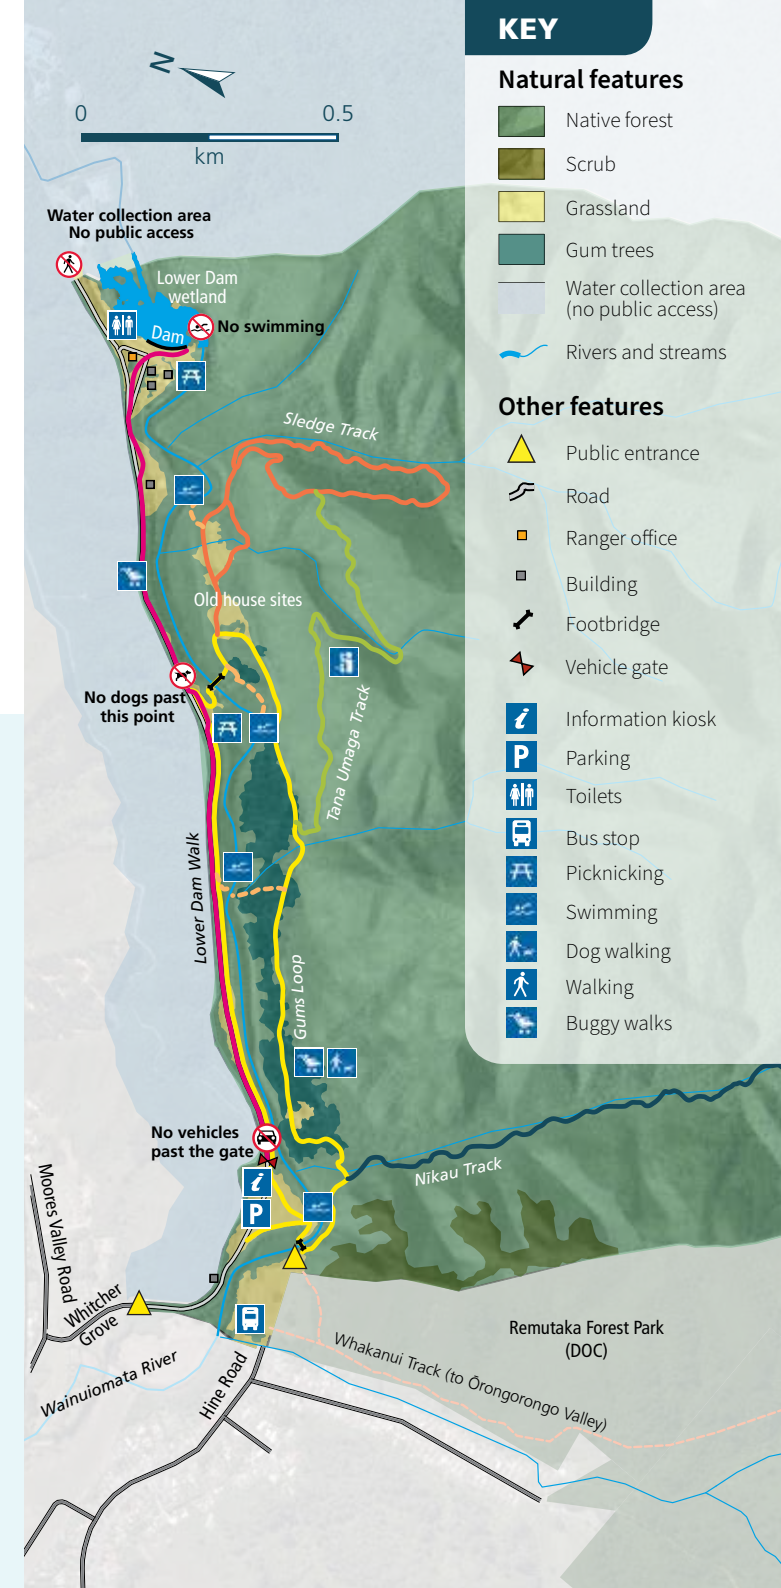 KEY
Natural features
Native forest
Scrub
Grassland
Gum trees
Water collection area
(no public access)
Rivers and streams
Other features
Public entrance
Road
Ranger office
Building
Footbridge
Vehicle gate
i
Information kiosk
P
Parking
Toilets
Bus stop
Picknicking
Swimming
Dog walking
Walking
Buggy walks
N
0
0.5
km
Water collection area
No public access
Lower Dam
wetland
No swimming
Dam
Sledge Track
Old house sites
No dogs past
this point
Tana Umaga Track
Lower Dam Walk
Gums Loop
No vehicles
past the gate
i
P
Nīkau Track
Moores Valley Road
Whitcher
Grove
Wainuiomata River
Hine Road
Remutaka Forest Park
(DOC)
Whakanui Track (to Ōrongorongo Valley)